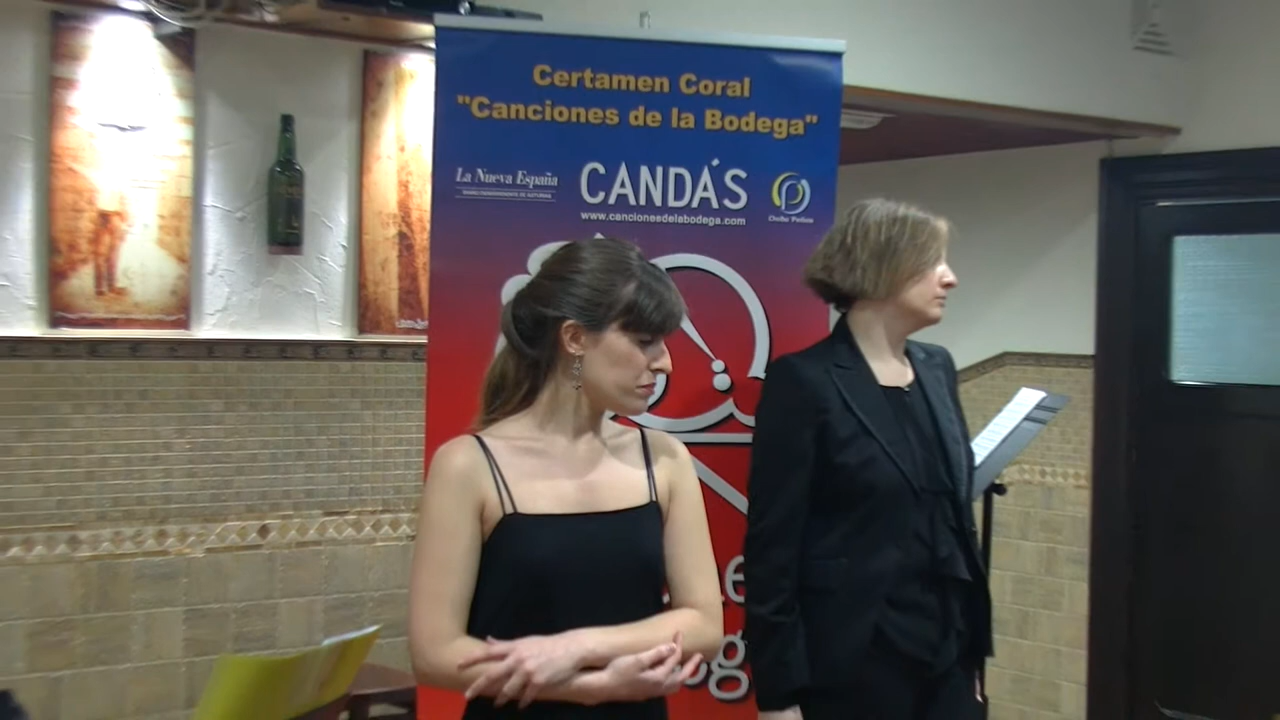 Certamen Coral
"Canciones de la Bodega"
La Nueva España
CANDÁS
www.cancionesdelabodega.com